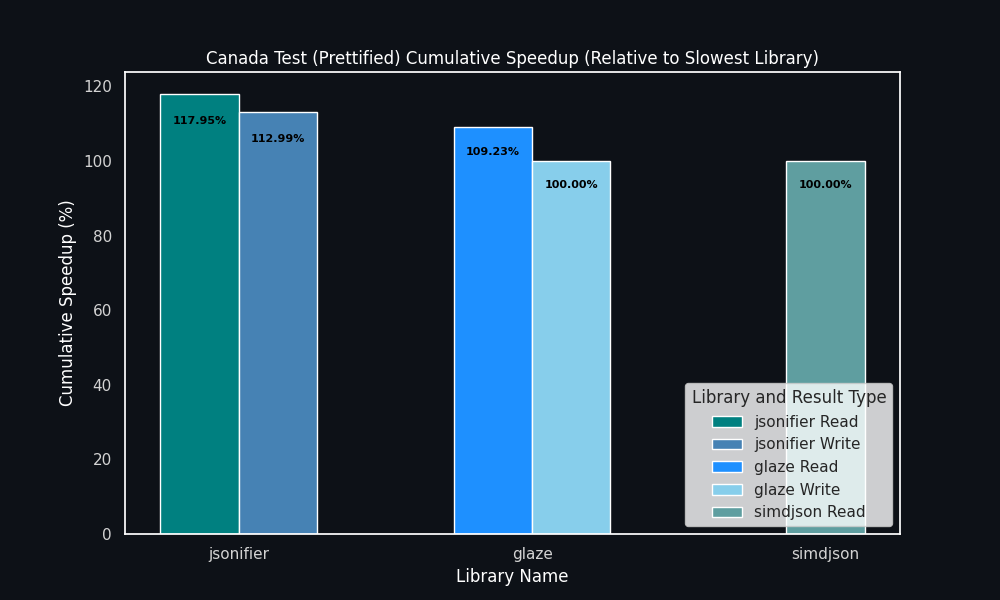 Canada Test (Prettified) Cumulative Speedup (Relative to Slowest Library)
Cumulative Speedup (%)
120
100
80
60
40
20
0
117.95%
112.99%
109.23%
100.00%
100.00%
Library and Result Type
jsonifier Read
jsonifier Write
glaze Read
glaze Write
simdjson Read
jsonifier
glaze
simdjson
Library Name